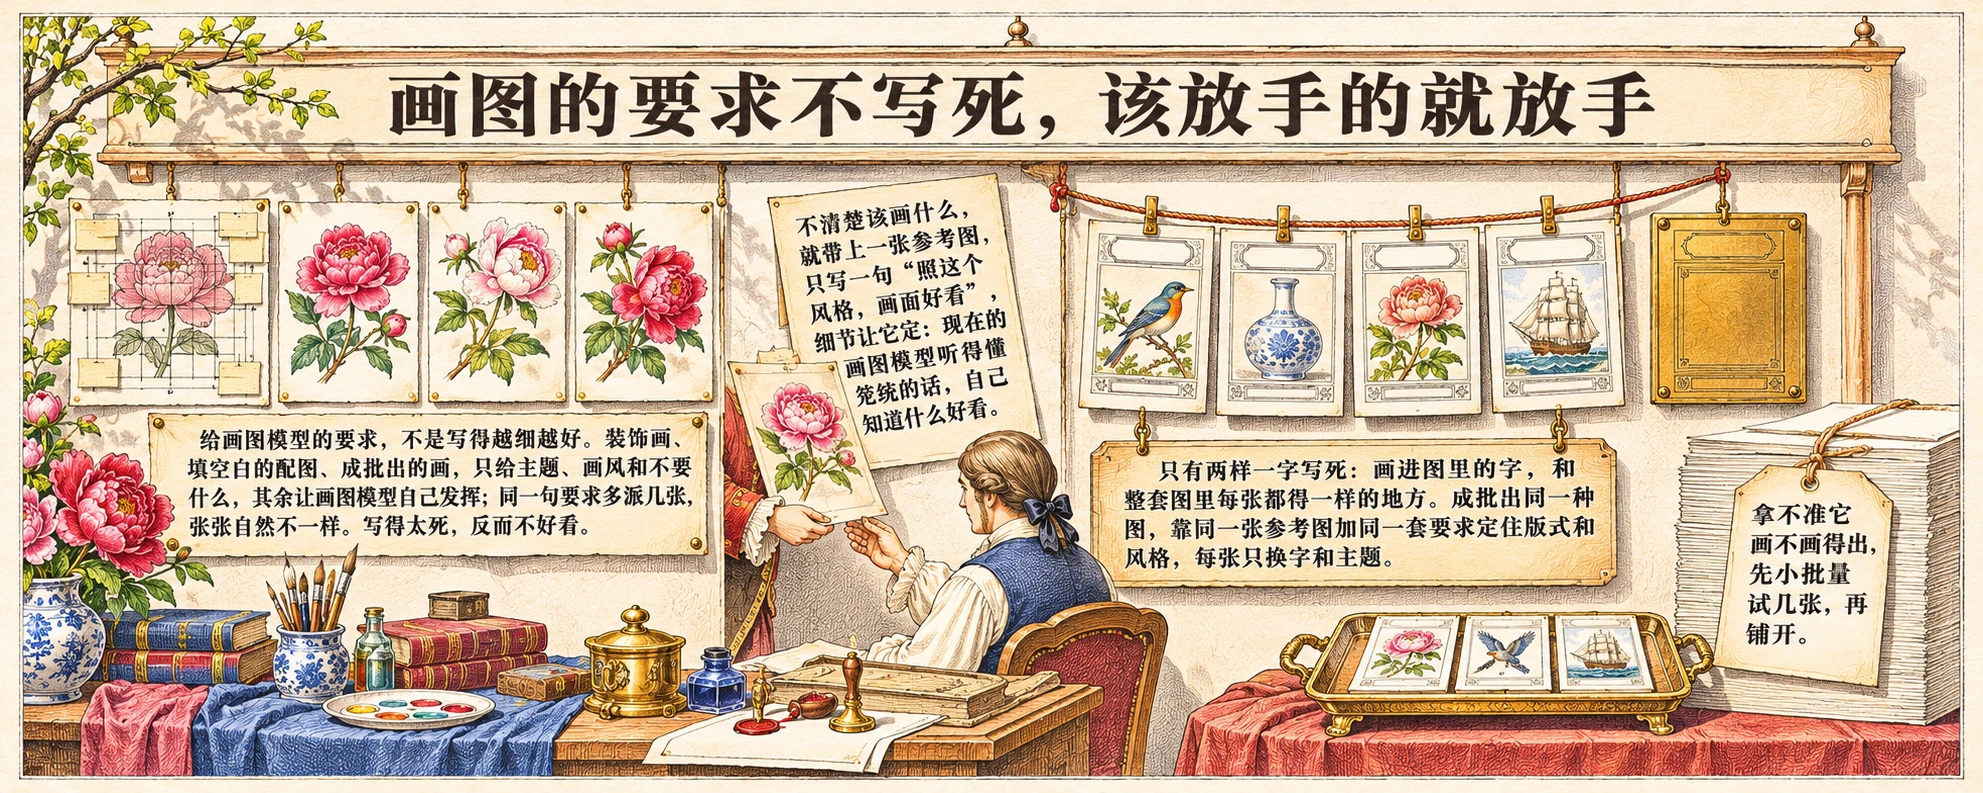 画图的要求不写死，该放手的就放手
给画图模型的要求，不是写得越细越好。装饰画、
填空白的配图、成批出的画，只给主题、画风和不要
什么，其余让画图模型自己发挥；同一句要求多派几张，
张张自然不一样。写得太死，反而不好看。
不清楚该画什么，
就带上一张参考图，
只写一句“照这个
风格，画面好看”，
细节让它定：现在的
画图模型听得懂
笼统的话，自己
知道什么好看。
只有两样一字写死：画进图里的字，和
整套图里每张都得一样的地方。成批出同一种
图，靠同一张参考图加同一套要求定住版式和
风格，每张只换字和主题。
拿不准它
画不画得出，
先小批量
试几张，再
铺开。